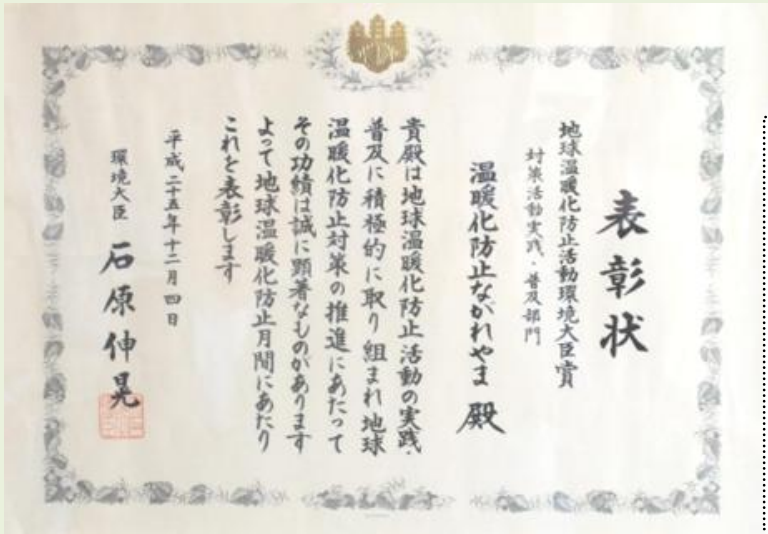 表彰状
地球温暖化防止活動環境大臣賞
対策活動実践・普及部門
温暖化防止ながれやま 殿
貴殿は地球温暖化防止活動の実践・
普及に積極的に取り組まれ地球
温暖化防止対策の推進にあたって
その功績は誠に顕著なものがあります
よって地球温暖化防止月間にあたり
これを表彰します
平成二十五年十二月四日
環境大臣 石原伸晃